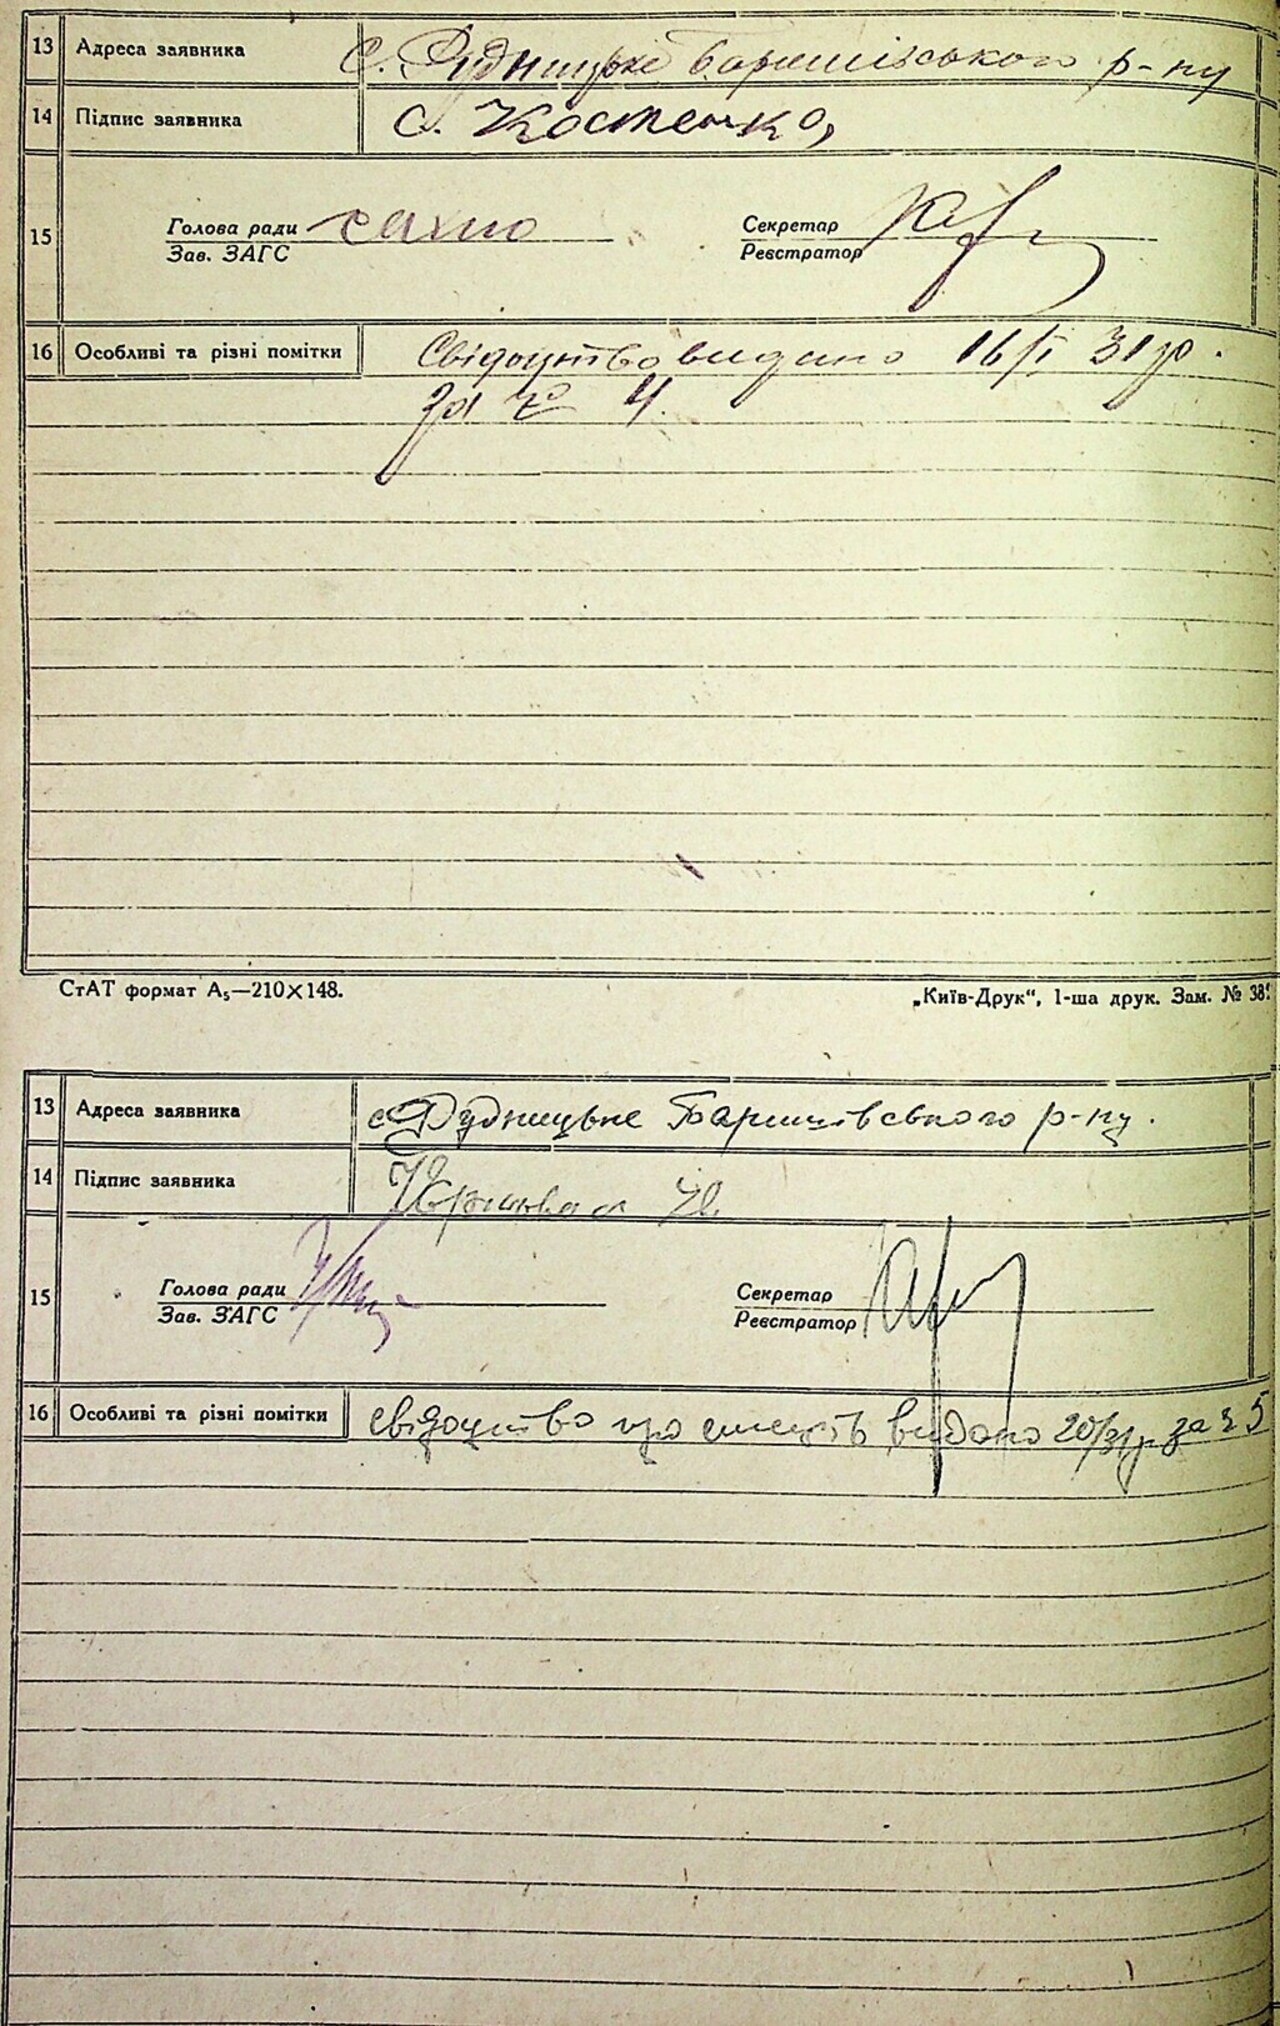 13 Адреса заявника С. Рудницьке Баришівського р-ну
14 Підпис заявника С. Костенко,
15 Голова ради Сахно Секретар
Зав. ЗАГС Реєстратор
16 Особливі та різні помітки Свідоцтво видано 16/I 31 р.
за № 4.
СтАТ формат А₅—210×148. „Київ-Друк“, 1-ша друк. Зам. № 38
13 Адреса заявника с Рудницьке Баришівського р-ну.
14 Підпис заявника
15 Голова ради Секретар
Зав. ЗАГС Реєстратор
16 Особливі та різні помітки свідоцтво про смерть видано 20/31 р. за № 5